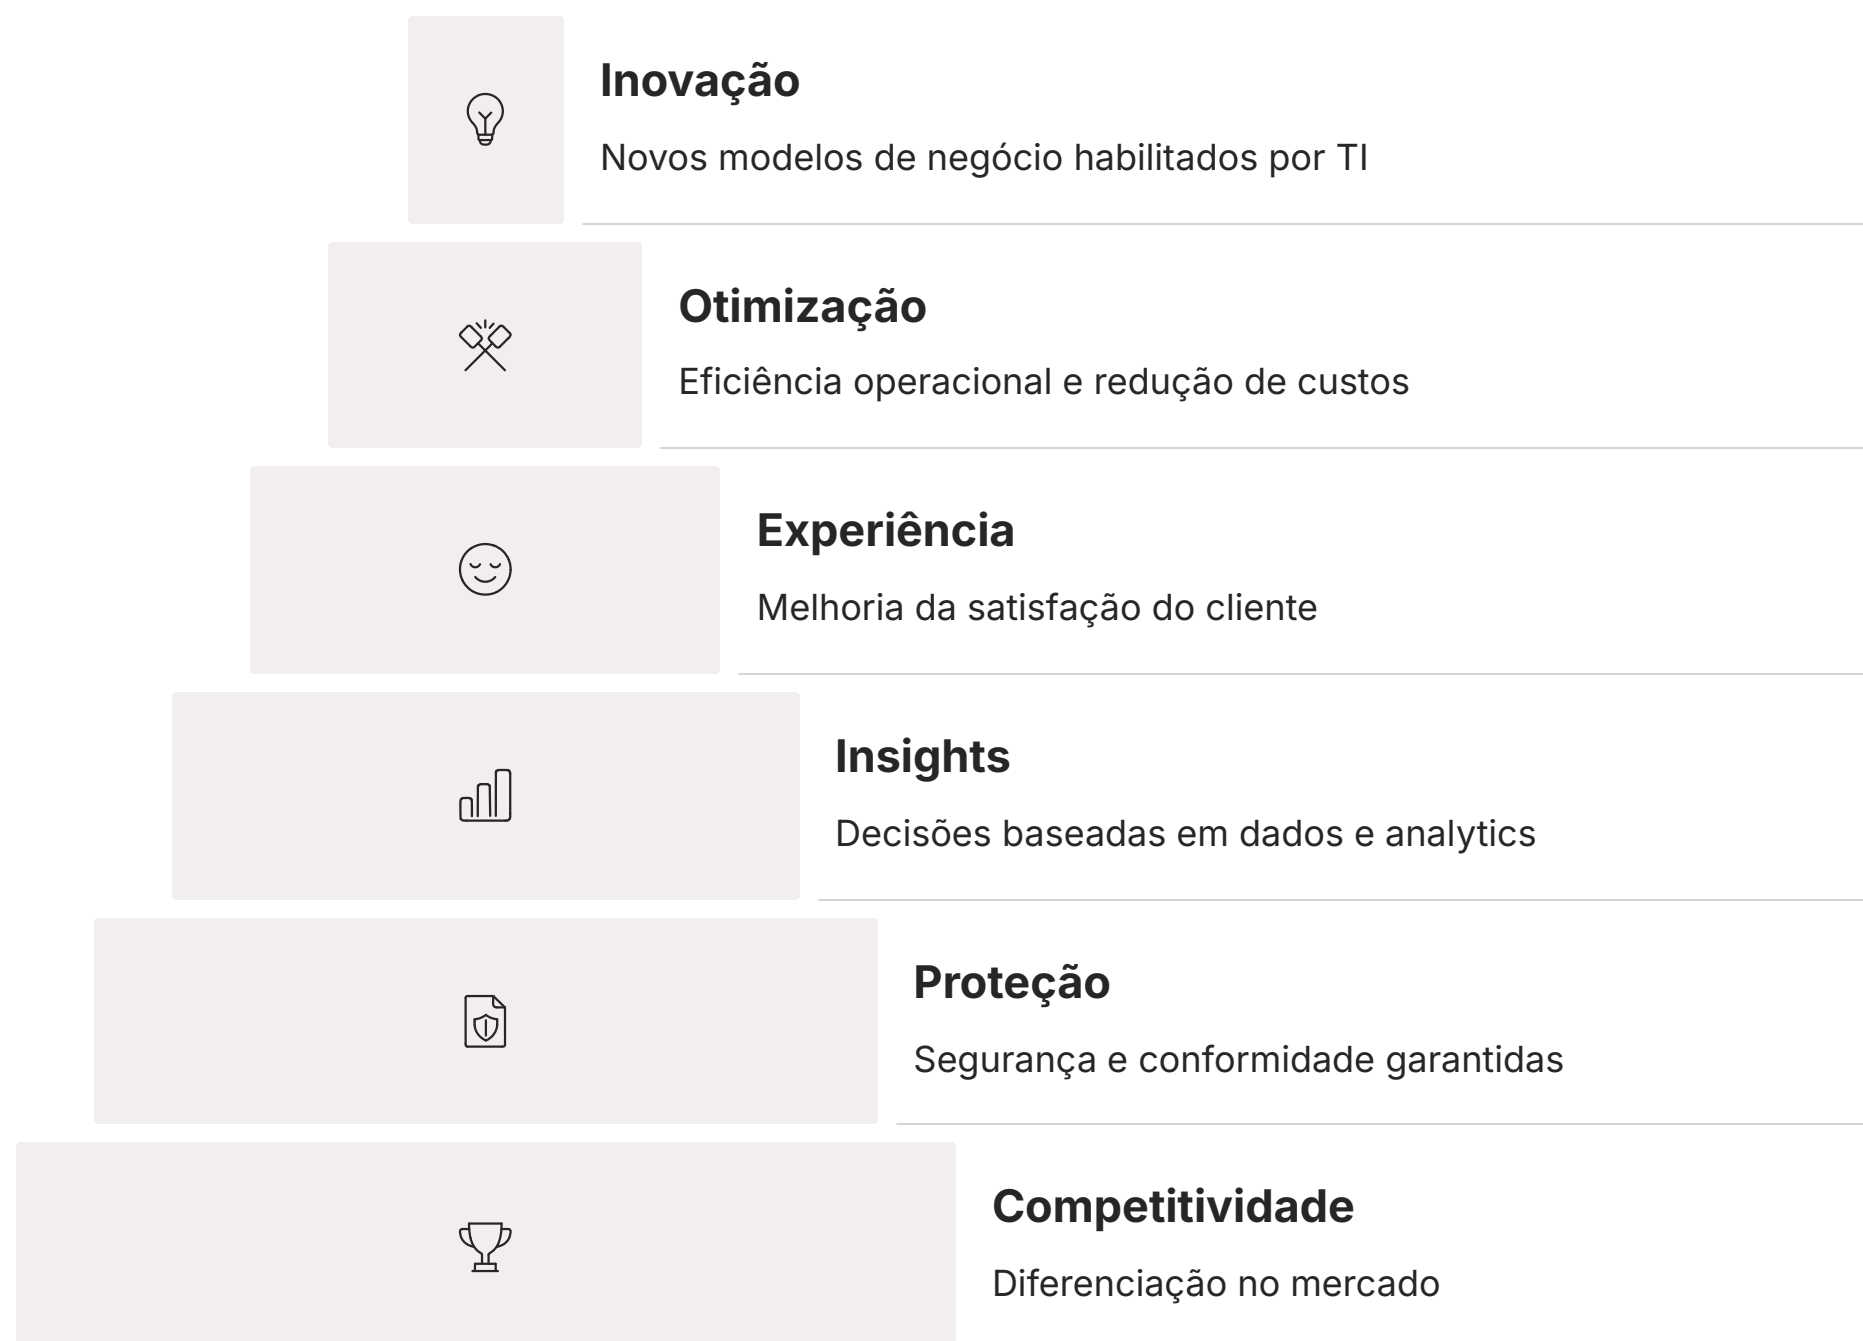 Inovação
Novos modelos de negócio habilitados por TI
Otimização
Eficiência operacional e redução de custos
Experiência
Melhoria da satisfação do cliente
Insights
Decisões baseadas em dados e analytics
Proteção
Segurança e conformidade garantidas
Competitividade
Diferenciação no mercado